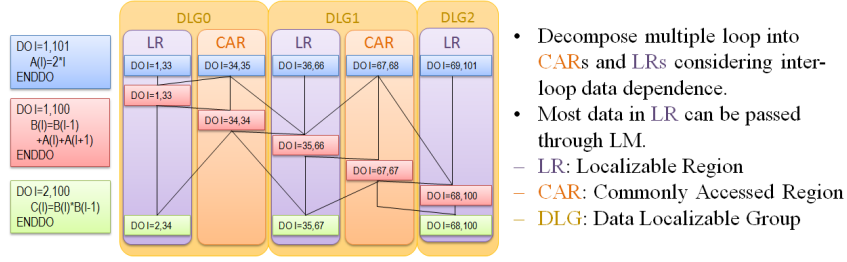 DLG0 DLG1 DLG2
LR CAR LR CAR LR
DO I=1,101
A(I)=2*I
ENDDO
DO I=1,33 DO I=34,35 DO I=36,66 DO I=67,68 DO I=69,101
DO I=1,100
B(I)=B(I-1)
+A(I)+A(I+1)
ENDDO
DO I=1,33
DO I=34,34
DO I=35,66
DO I=67,67
DO I=68,100
DO I=2,100
C(I)=B(I)*B(I-1)
ENDDO
DO I=2,34 DO I=35,67 DO I=68,100
• Decompose multiple loop into
CARs and LRs considering inter-
loop data dependence.
• Most data in LR can be passed
through LM.
– LR: Localizable Region
– CAR: Commonly Accessed Region
– DLG: Data Localizable Group